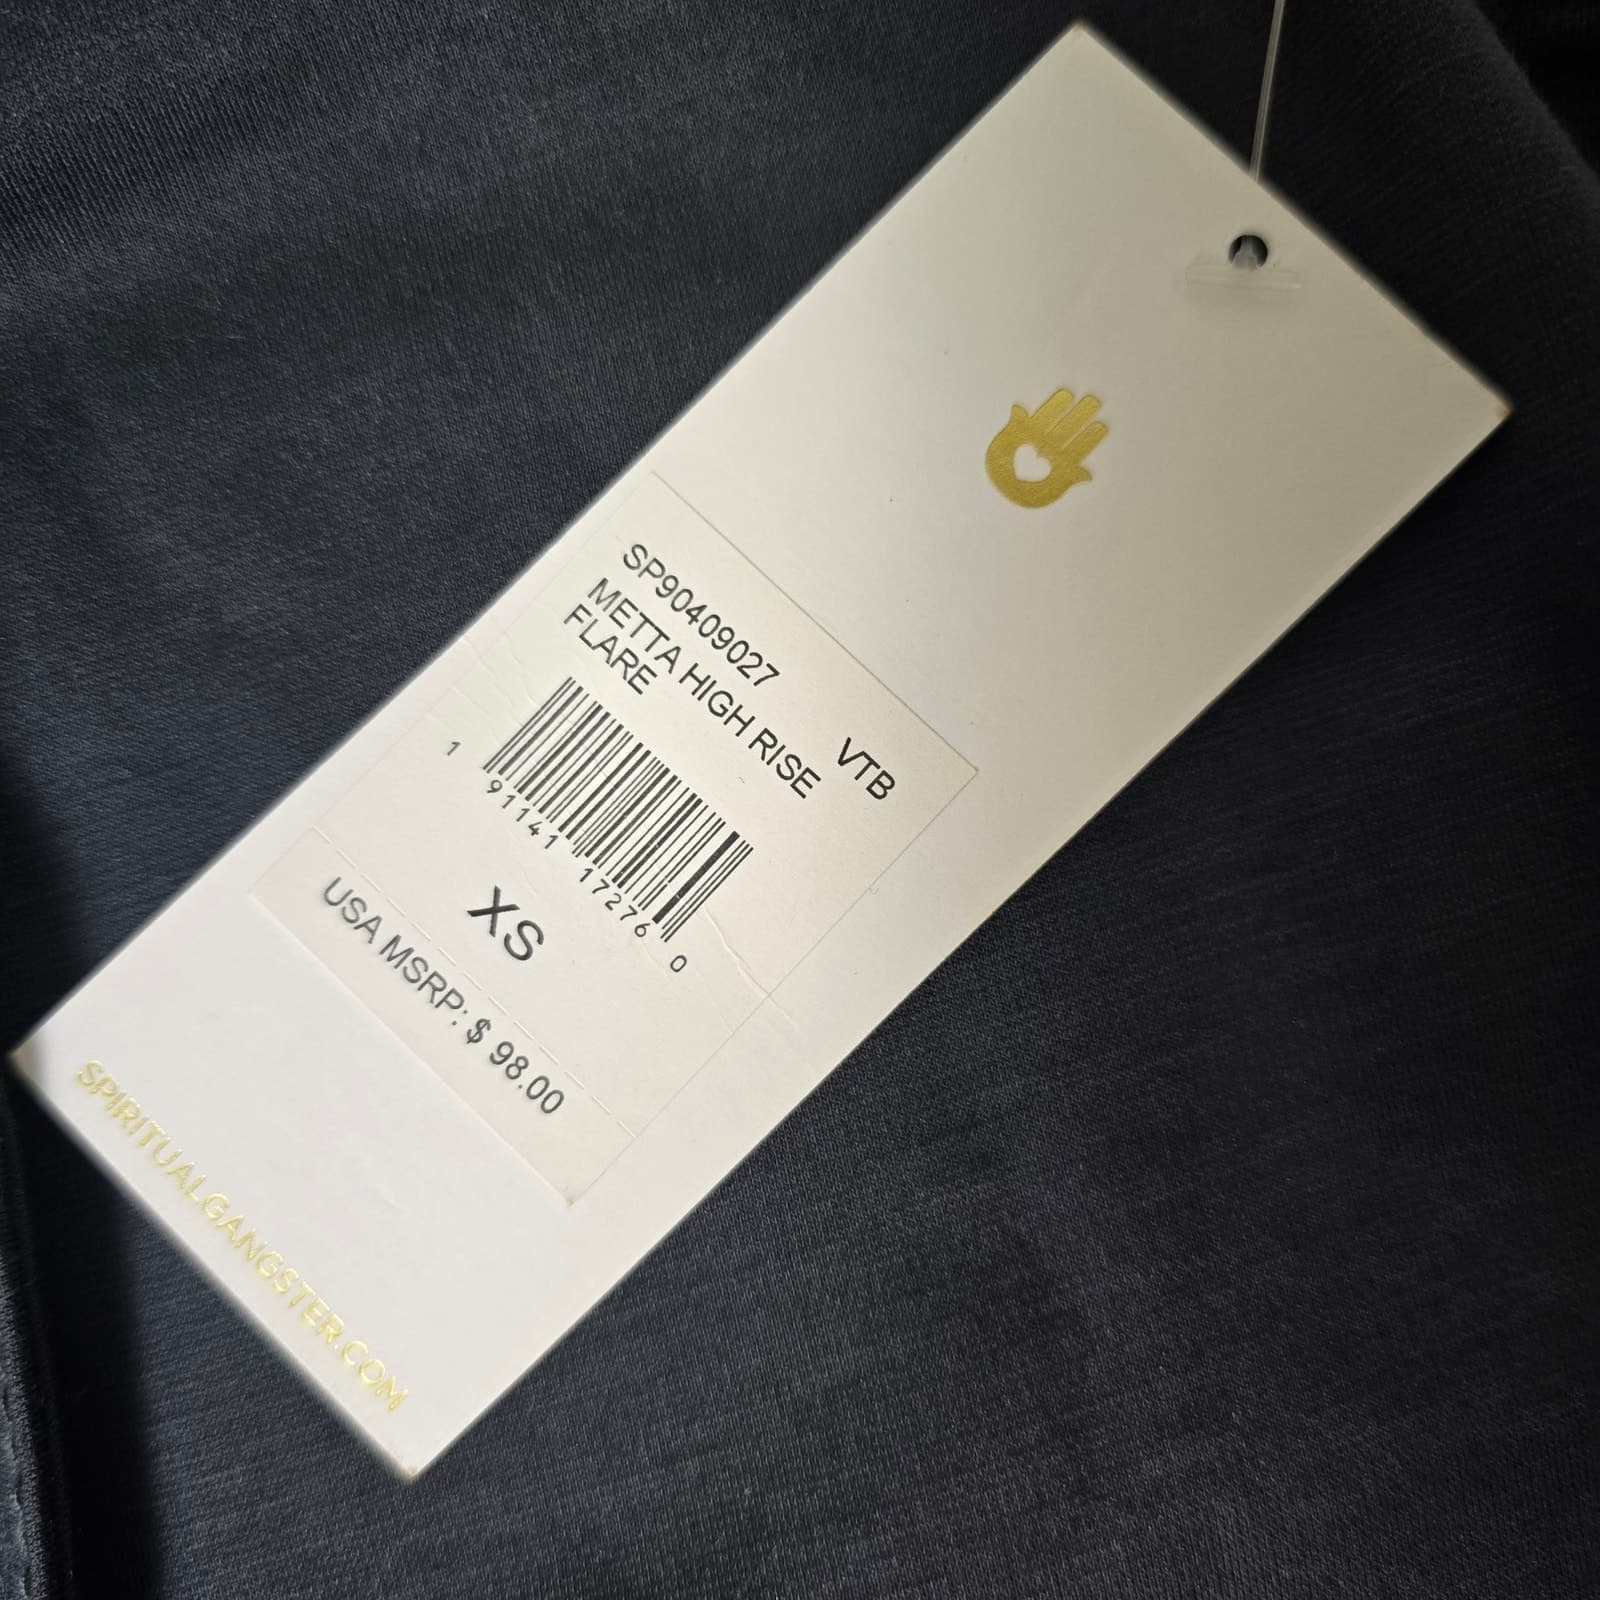 SP90409027 VTB
METTA HIGH RISE
FLARE
1 91141 17276 0
XS
USA MSRP: $ 98.00
SPIRITUALGANGSTER.COM